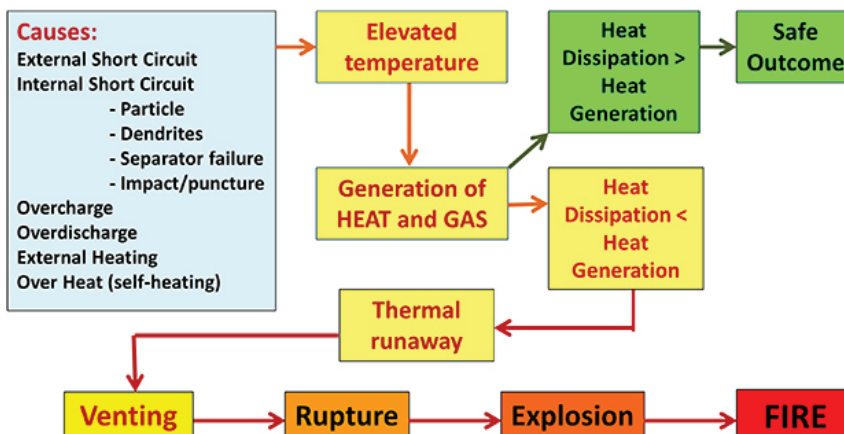 Causes:
External Short Circuit
Internal Short Circuit
- Particle
- Dendrites
- Separator failure
- Impact/puncture
Overcharge
Overdischarge
External Heating
Over Heat (self-heating)
Elevated
temperature
Heat
Dissipation >
Heat
Generation
Safe
Outcome
Generation of
HEAT and GAS
Heat
Dissipation <
Heat
Generation
Thermal
runaway
Venting
Rupture
Explosion
FIRE